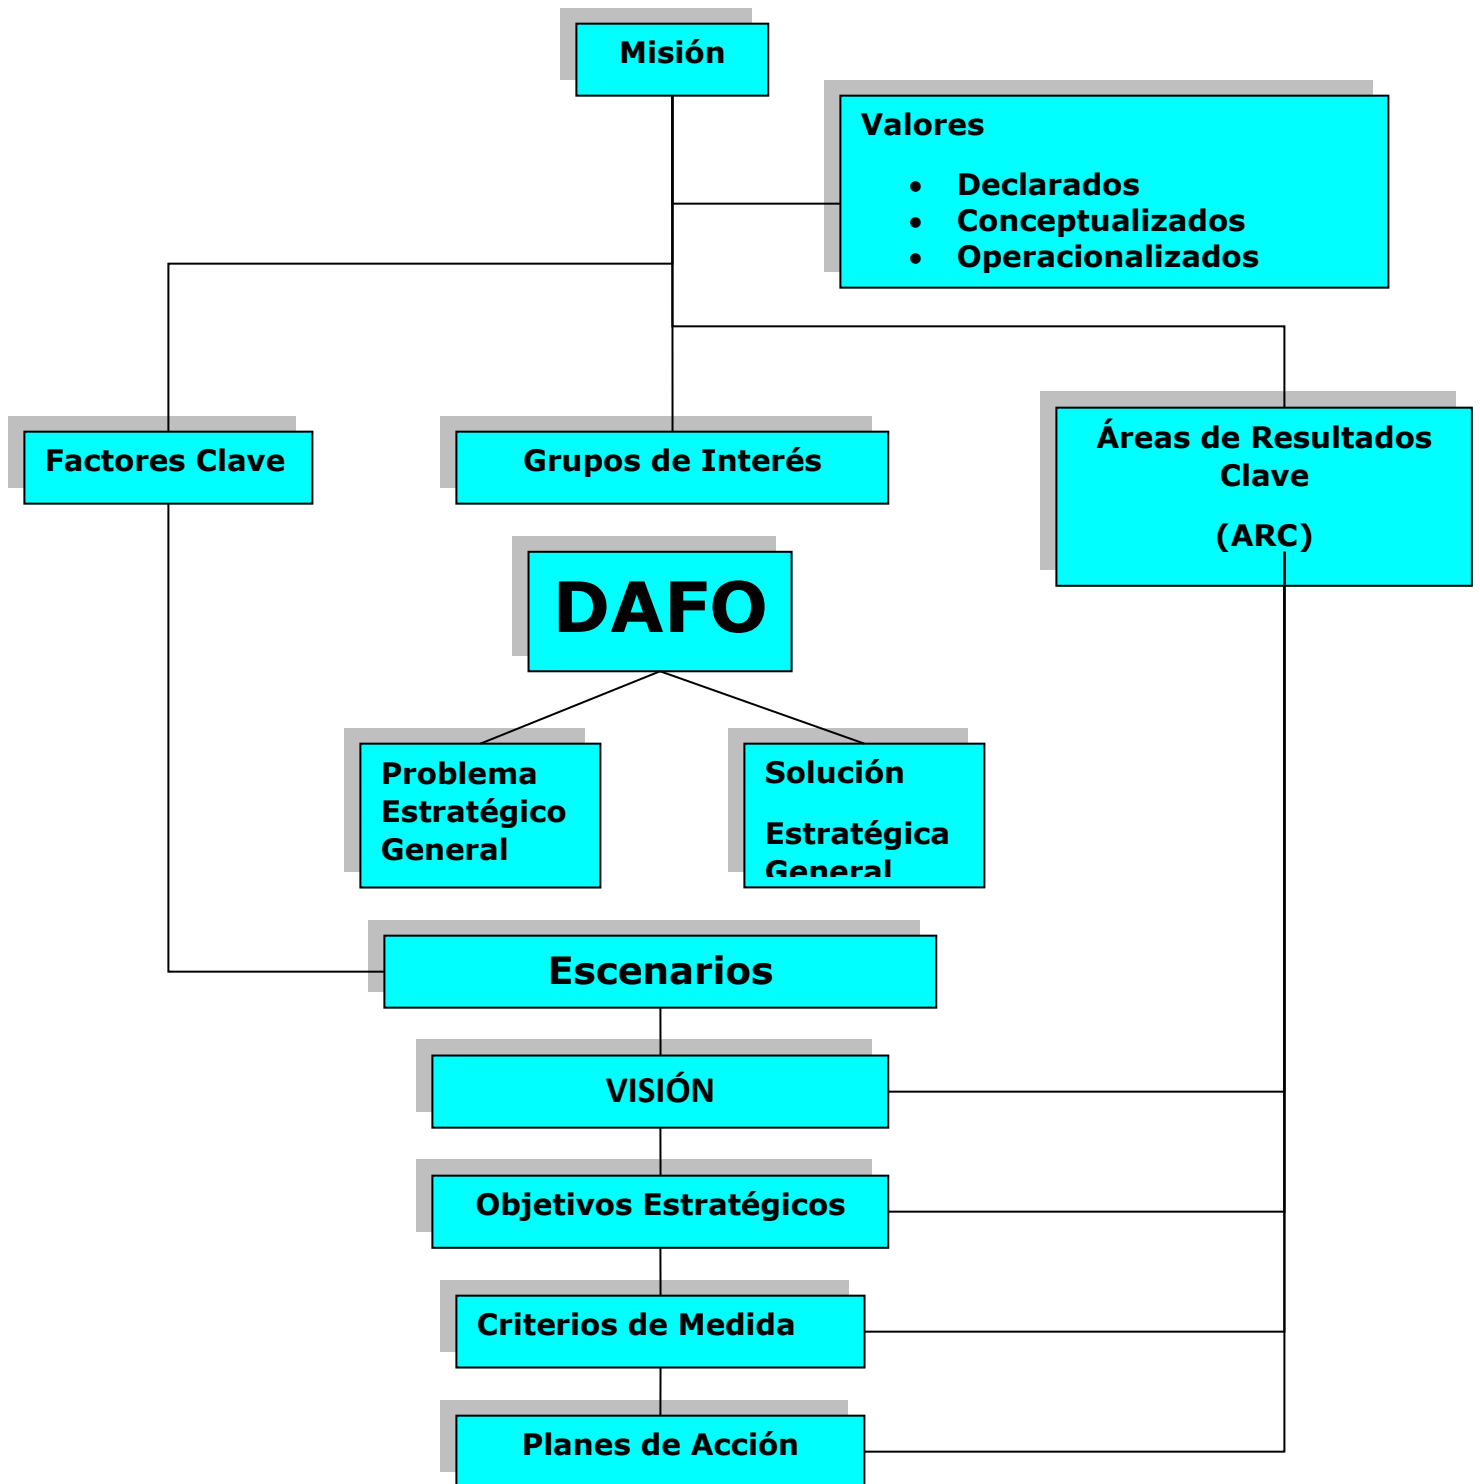 Misión
Valores
• Declarados
• Conceptualizados
• Operacionalizados
Factores Clave
Grupos de Interés
Áreas de Resultados
Clave
(ARC)
DAFO
Problema
Estratégico
General
Solución
Estratégica
General
Escenarios
VISIÓN
Objetivos Estratégicos
Criterios de Medida
Planes de Acción